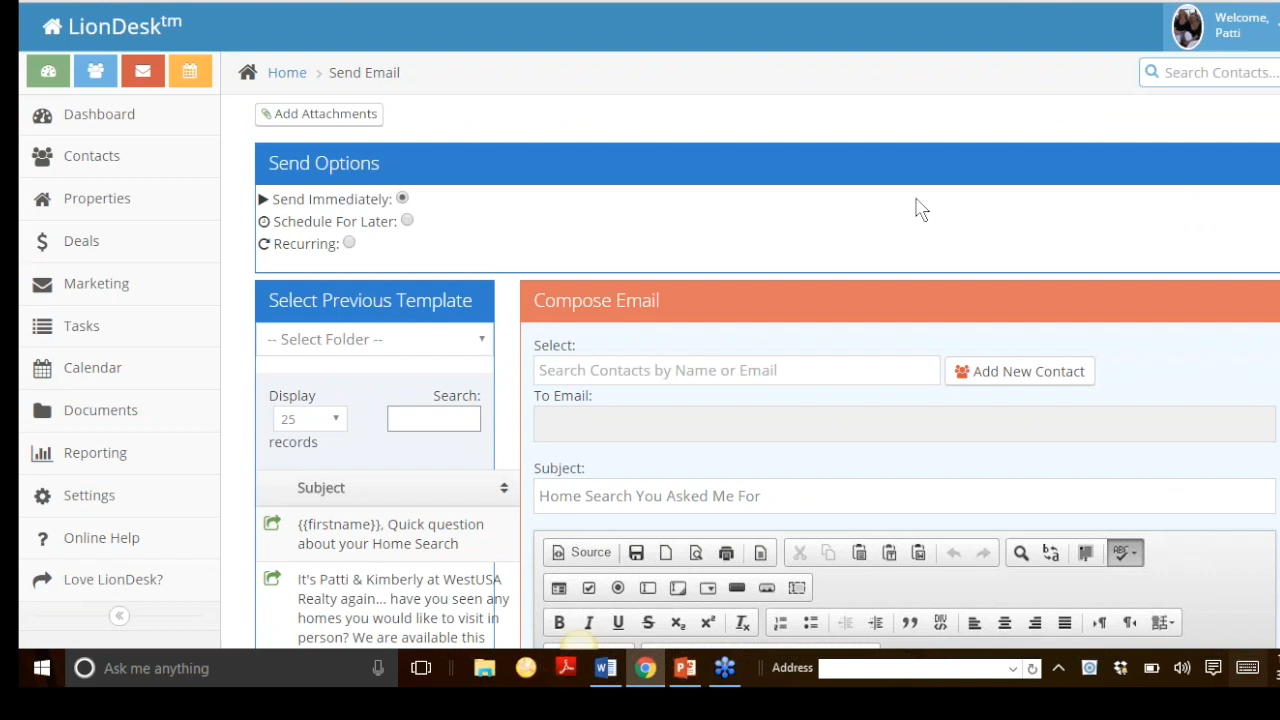 LionDesk™
Welcome,
Patti
Home > Send Email
Search Contacts...
Add Attachments
Dashboard
Contacts
Properties
Deals
Marketing
Tasks
Calendar
Documents
Reporting
Settings
? Online Help
Love LionDesk?
Send Options
Send Immediately:
Schedule For Later:
Recurring:
Select Previous Template
-- Select Folder --
Display
Search:
25
records
Subject
{{firstname}}, Quick question
about your Home Search
It's Patti & Kimberly at WestUSA
Realty again... have you seen any
homes you would like to visit in
person? We are available this
Compose Email
Select:
Search Contacts by Name or Email
Add New Contact
To Email:
Subject:
Home Search You Asked Me For
Source
ABC
B I U S x₂ x² Tx
DIV
Ask me anything
Address